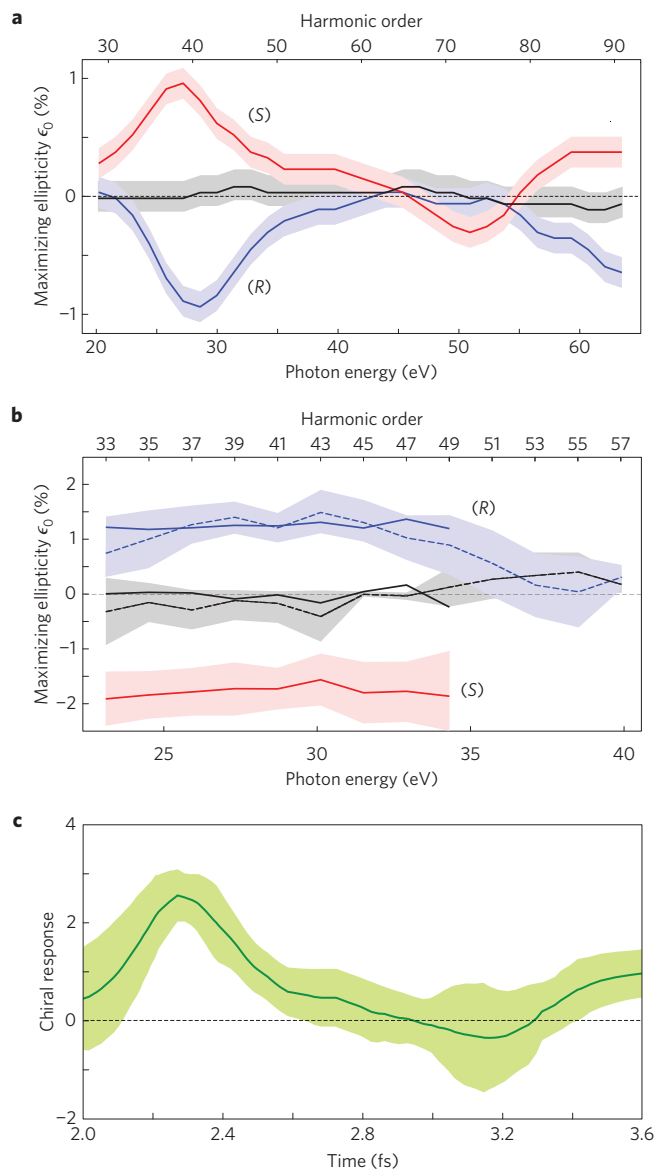 a
Harmonic order
30 40 50 60 70 80 90
Maximizing ellipticity ϵ₀ (%)
1
0
−1
(S)
(R)
20 30 40 50 60
Photon energy (eV)
b
Harmonic order
33 35 37 39 41 43 45 47 49 51 53 55 57
Maximizing ellipticity ϵ₀ (%)
2
1
0
−1
−2
(R)
(S)
25 30 35 40
Photon energy (eV)
c
Chiral response
4
2
0
−2
2.0 2.4 2.8 3.2 3.6
Time (fs)